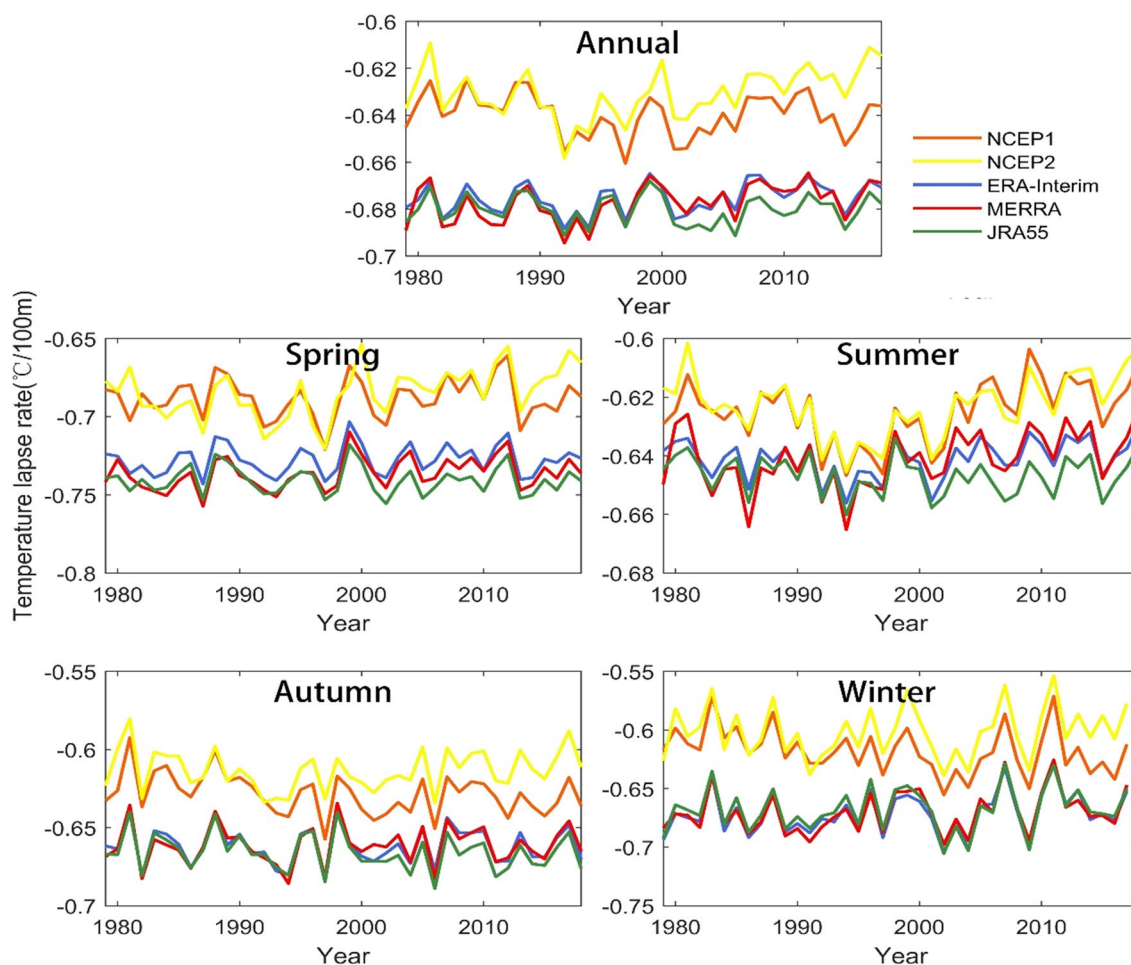 Annual
-0.6
-0.62
-0.64
-0.66
-0.68
-0.7
1980
1990
2000
2010
Year
NCEP1
NCEP2
ERA-Interim
MERRA
JRA55
Temperature lapse rate(℃/100m)
Spring
-0.65
-0.7
-0.75
-0.8
1980
1990
2000
2010
Year
Summer
-0.6
-0.62
-0.64
-0.66
-0.68
1980
1990
2000
2010
Year
Autumn
-0.55
-0.6
-0.65
-0.7
1980
1990
2000
2010
Year
Winter
-0.55
-0.6
-0.65
-0.7
-0.75
1980
1990
2000
2010
Year